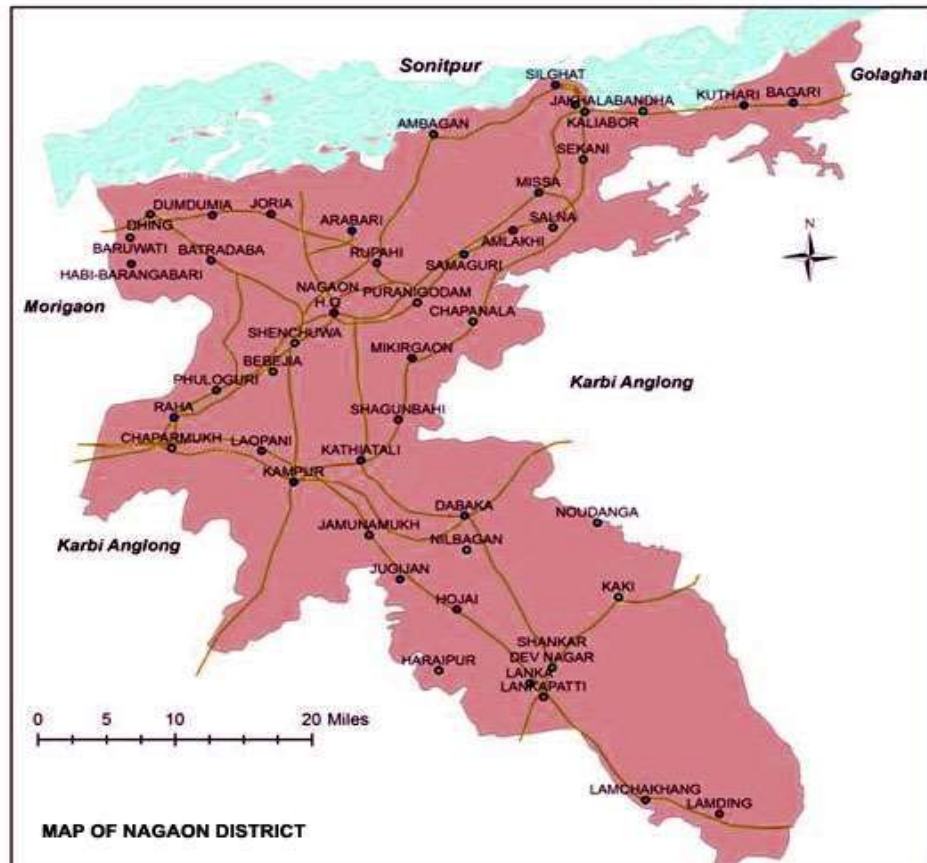 Sonitpur
SILGHAT
Golaghat
JAKHALABANDHA
KUTHARI
BAGARI
KALIABOR
AMBAGAN
SEKANI
MISSA
DUMDUMIA
JORIA
ARABARI
SALNA
DHING
AMLAKHI
N
BARUWATI
BATRADABA
RUPAHI
SAMAGURI
HABI-BARANGABARI
NAGAON
H.Q
PURANIGODAM
Morigaon
CHAPANALA
SHENCHUWA
MIKIRGAON
BEBEJIA
PHULOGURI
Karbi Anglong
RAHA
SHAGUNBAHI
CHAPARMUKH
LAOPANI
KATHIATALI
KAMPUR
DABAKA
NOUDANGA
JAMUNAMUKH
Karbi Anglong
NILBAGAN
JUGIJAN
KAKI
HOJAI
SHANKAR
DEV NAGAR
HARAIPUR
LANKA
LANKAPATTI
0 5 10 20 Miles
LAMCHAKHANG
LAMDING
MAP OF NAGAON DISTRICT